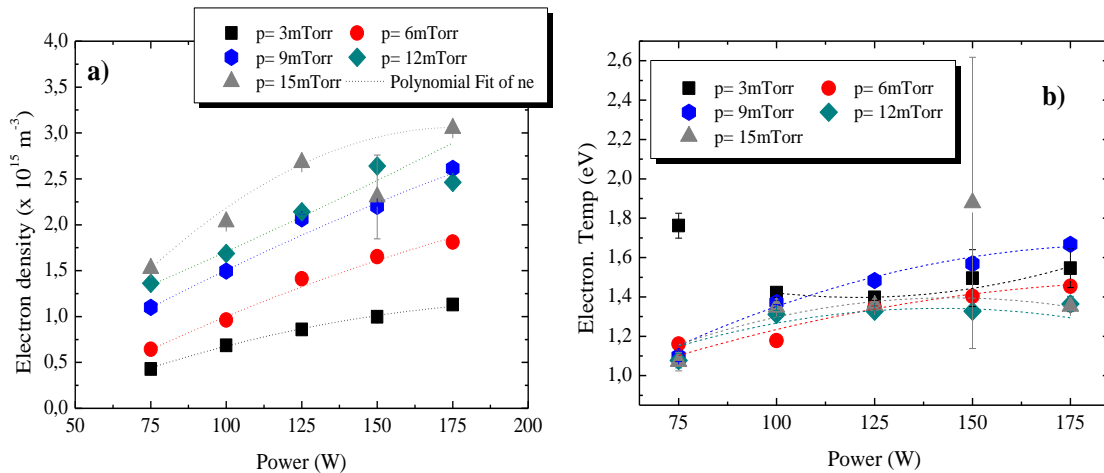 p= 3mTorr p= 6mTorr
p= 9mTorr p= 12mTorr
p= 15mTorr Polynomial Fit of ne
a)
4,0
3,5
3,0
2,5
2,0
1,5
1,0
0,5
0,0
Electron density (x 10¹⁵ m⁻³)
50 75 100 125 150 175 200
Power (W)
p= 3mTorr p= 6mTorr
p= 9mTorr p= 12mTorr
p= 15mTorr
b)
2,6
2,4
2,2
2,0
1,8
1,6
1,4
1,2
1,0
0,8
Electron. Temp (eV)
75 100 125 150 175
Power (W)